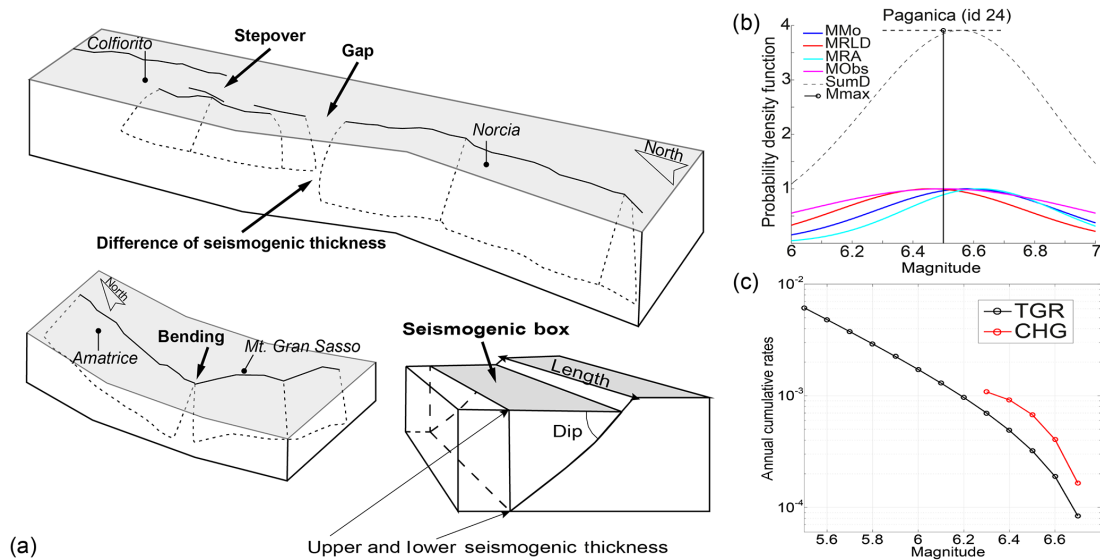 Colfiorito
Stepover
Gap
Norcia
North
Difference of seismogenic thickness
North
Bending
Amatrice
Mt. Gran Sasso
Seismogenic box
Length
Dip
Upper and lower seismogenic thickness
(a)
(b)
Paganica (id 24)
MMo
MRLD
MRA
MObs
SumD
Mmax
Probability density function
4
3
2
1
6 6.2 6.4 6.6 6.8 7
Magnitude
(c)
TGR
CHG
Annual cumulative rates
10-2
10-3
10-4
5.6 5.8 6 6.2 6.4 6.6
Magnitude